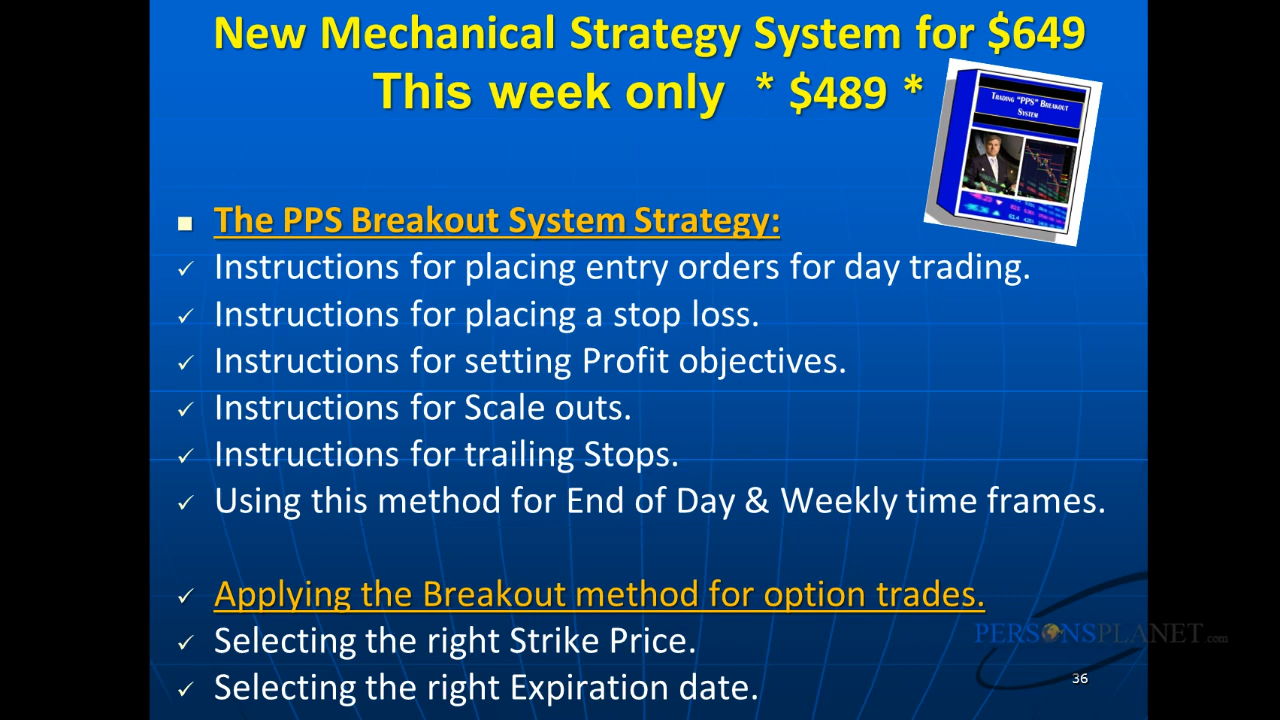 New Mechanical Strategy System for $649
This week only * $489 *
TRADING "PPS" BREAKOUT
SYSTEM
The PPS Breakout System Strategy:
Instructions for placing entry orders for day trading.
Instructions for placing a stop loss.
Instructions for setting Profit objectives.
Instructions for Scale outs.
Instructions for trailing Stops.
Using this method for End of Day & Weekly time frames.
Applying the Breakout method for option trades.
Selecting the right Strike Price.
Selecting the right Expiration date.
PERSONSPLANET.com
36